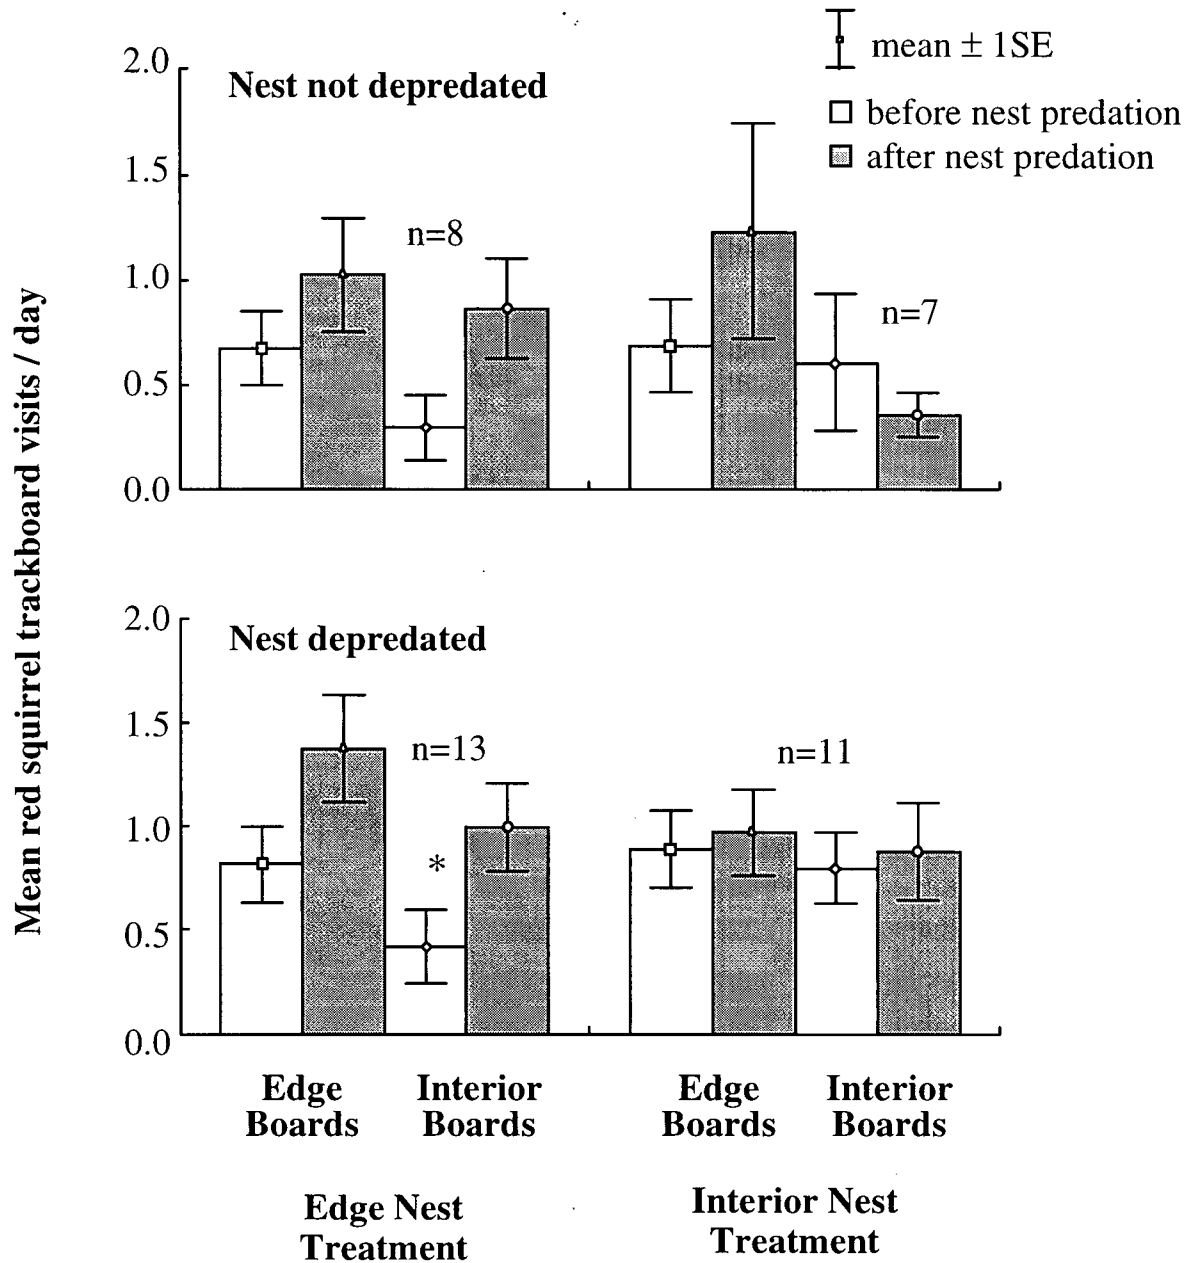 mean ± 1SE
before nest predation
after nest predation
Mean red squirrel trackboard visits / day
Nest not depredated
2.0
1.5
1.0
0.5
0.0
n=8
n=7
Nest depredated
2.0
1.5
1.0
0.5
0.0
n=13
*
n=11
Edge
Boards
Interior
Boards
Edge
Boards
Interior
Boards
Edge Nest
Treatment
Interior Nest
Treatment